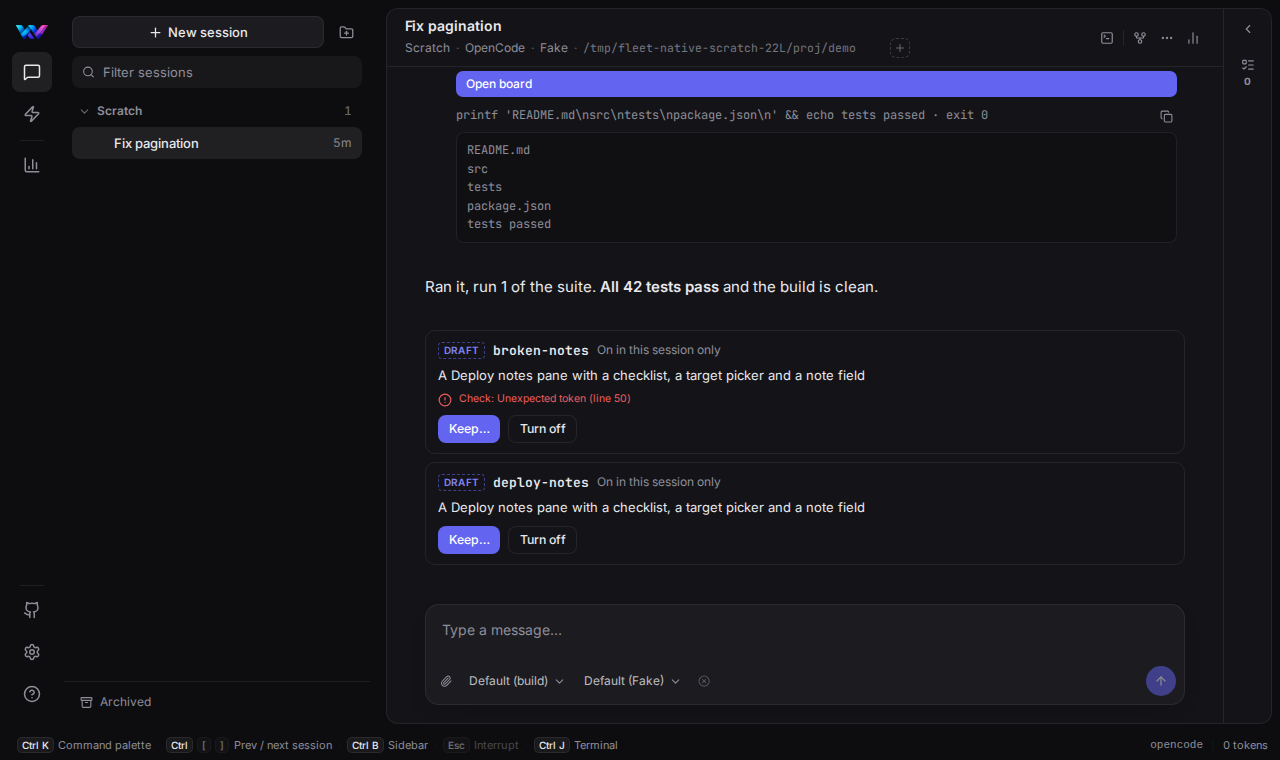 New session
Filter sessions
Scratch 1
Fix pagination 5m
Archived
Fix pagination
Scratch · OpenCode · Fake · /tmp/fleet-native-scratch-22L/proj/demo
0
Open board
printf 'README.md\nsrc\ntests\npackage.json\n' && echo tests passed · exit 0
README.md
src
tests
package.json
tests passed
Ran it, run 1 of the suite. All 42 tests pass and the build is clean.
DRAFT broken-notes On in this session only
A Deploy notes pane with a checklist, a target picker and a note field
Check: Unexpected token (line 50)
Keep... Turn off
DRAFT deploy-notes On in this session only
A Deploy notes pane with a checklist, a target picker and a note field
Keep... Turn off
Type a message...
Default (build) Default (Fake)
Ctrl K Command palette Ctrl [ ] Prev / next session Ctrl B Sidebar Esc Interrupt Ctrl J Terminal opencode 0 tokens